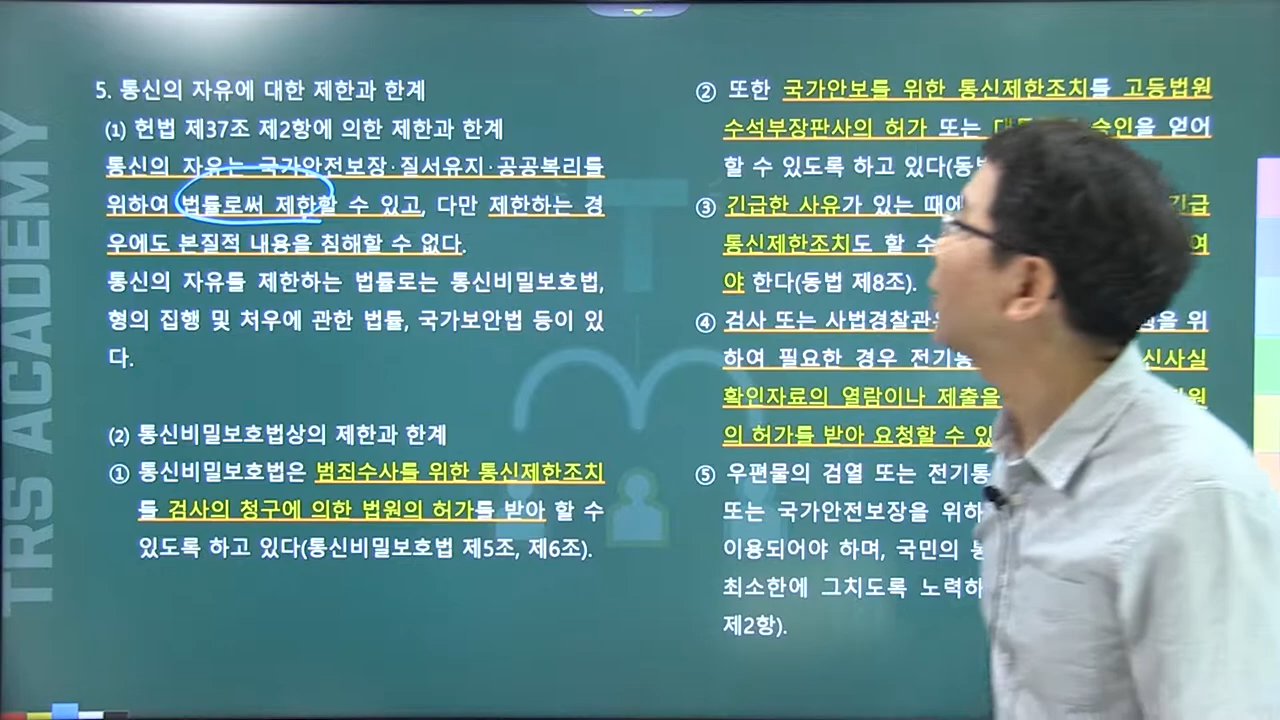 TRS ACADEMY
5. 통신의 자유에 대한 제한과 한계
(1) 헌법 제37조 제2항에 의한 제한과 한계
통신의 자유는 국가안전보장·질서유지·공공복리를
위하여 법률로써 제한할 수 있고, 다만 제한하는 경
우에도 본질적 내용을 침해할 수 없다.
통신의 자유를 제한하는 법률로는 통신비밀보호법,
형의 집행 및 처우에 관한 법률, 국가보안법 등이 있
다.
(2) 통신비밀보호법상의 제한과 한계
① 통신비밀보호법은 범죄수사를 위한 통신제한조치
를 검사의 청구에 의한 법원의 허가를 받아 할 수
있도록 하고 있다(통신비밀보호법 제5조, 제6조).
② 또한 국가안보를 위한 통신제한조치를 고등법원
수석부장판사의 허가 또는 승인을 얻어
할 수 있도록 하고 있다(동법
③ 긴급한 사유가 있는 때에 긴급
통신제한조치도 할 수 여
야 한다(동법 제8조).
④ 검사 또는 사법경찰관 을 위
하여 필요한 경우 전기통 신사실
확인자료의 열람이나 제출을 원
의 허가를 받아 요청할 수 있
⑤ 우편물의 검열 또는 전기통
또는 국가안전보장을 위하
이용되어야 하며, 국민의 통
최소한에 그치도록 노력하
제2항).